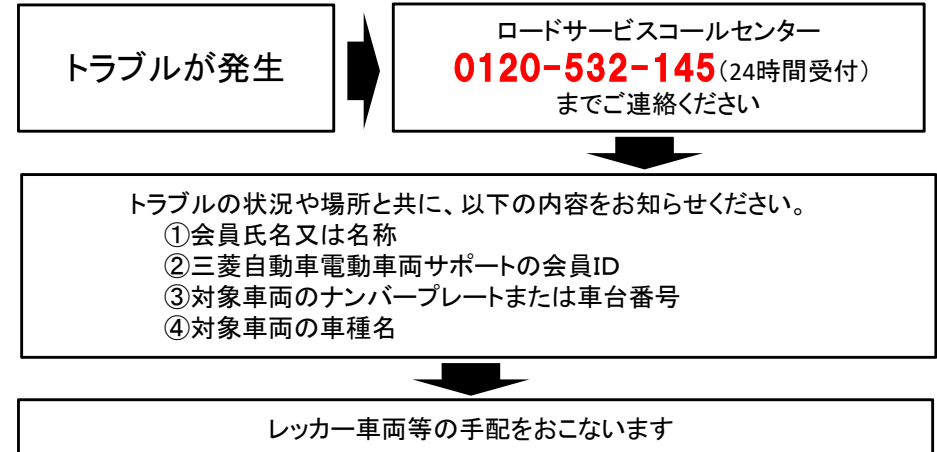 トラブルが発生
ロードサービスコールセンター
0120-532-145(24時間受付)
までご連絡ください
トラブルの状況や場所と共に、以下の内容をお知らせください。
①会員氏名又は名称
②三菱自動車電動車両サポートの会員ID
③対象車両のナンバープレートまたは車台番号
④対象車両の車種名
レッカー車両等の手配をおこないます